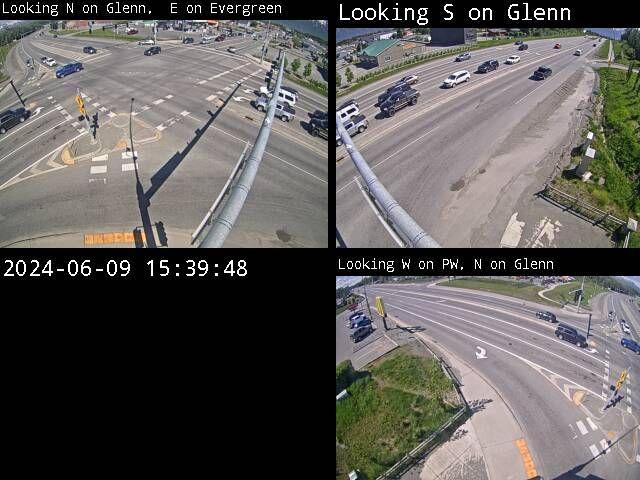 Looking N on Glenn,  E on Evergreen
Looking S on Glenn
2024-06-09 15:39:48
Looking W on PW, N on Glenn